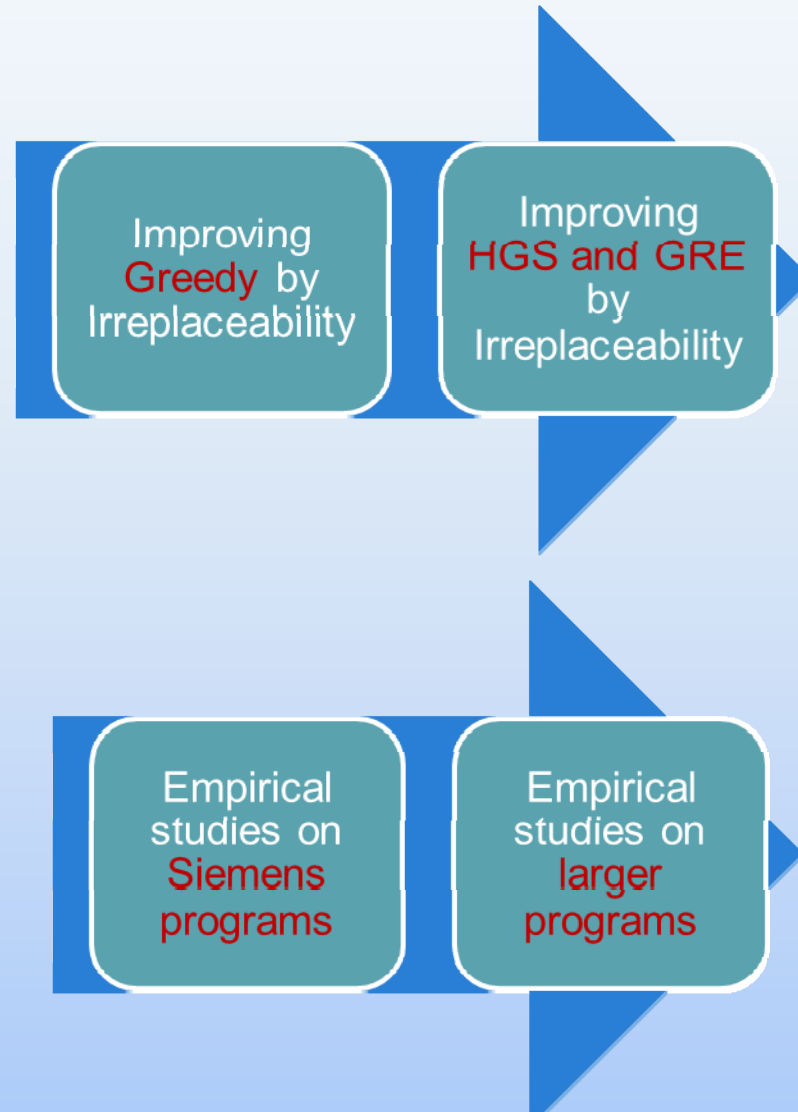 Improving
Greedy by
Irreplaceability
Improving
HGS and GRE
by
Irreplaceability
Empirical
studies on
Siemens
programs
Empirical
studies on
larger
programs